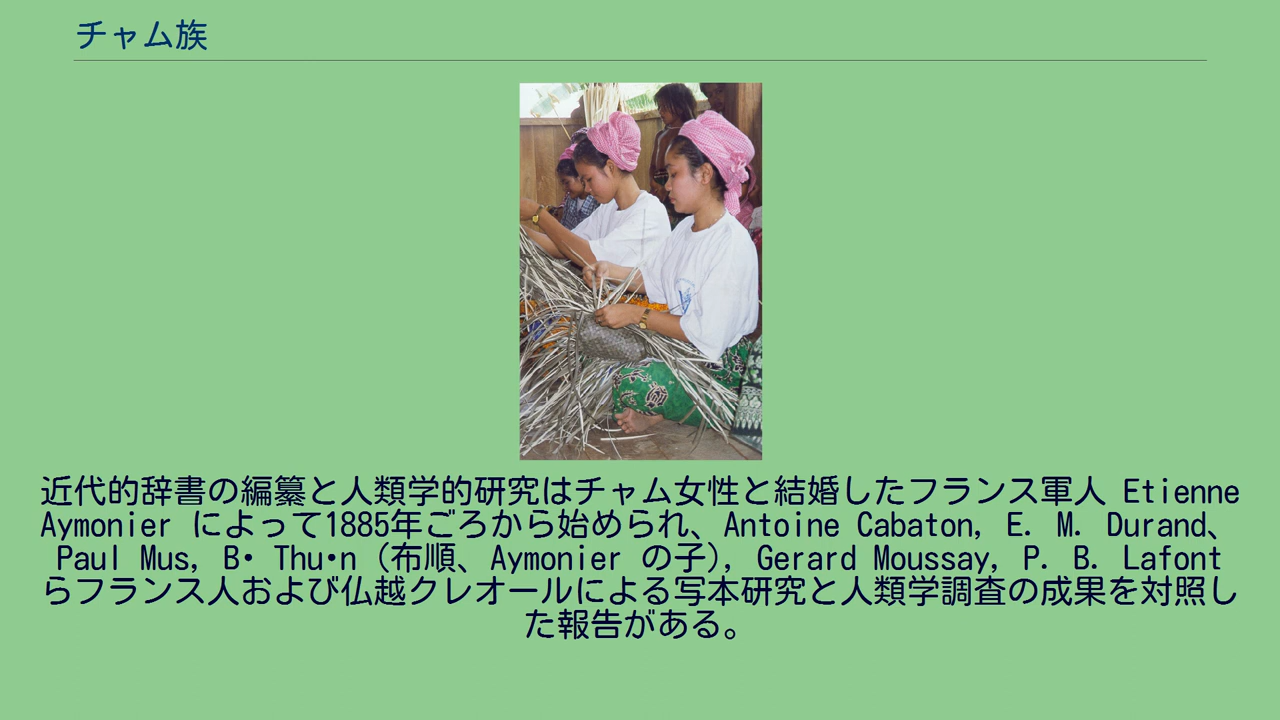 チャム族
近代的辞書の編纂と人類学的研究はチャム女性と結婚したフランス軍人 Etienne
Aymonier によって1885年ごろから始められ、Antoine Cabaton, E. M. Durand、
Paul Mus, B• Thu•n (布順、Aymonier の子), Gerard Moussay, P. B. Lafont
らフランス人および仏越クレオールによる写本研究と人類学調査の成果を対照し
た報告がある。